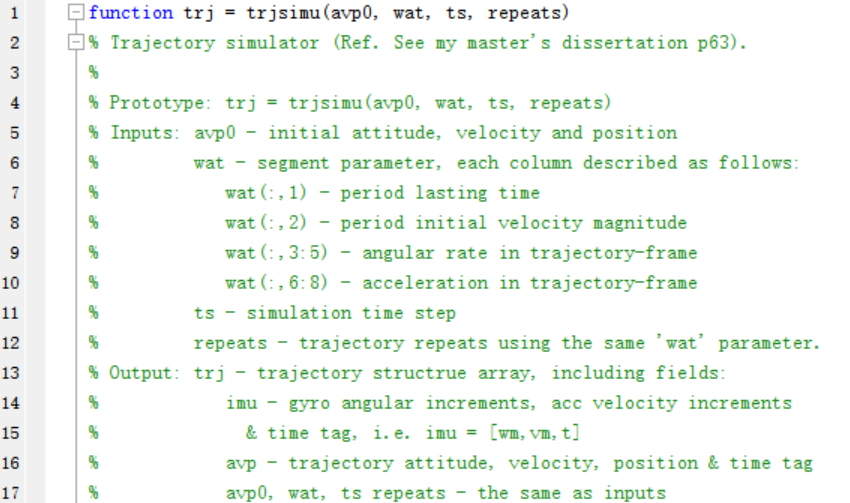 1 function trj = trjsimu(avp0, wat, ts, repeats)
2 % Trajectory simulator (Ref. See my master's dissertation p63).
3 %
4 % Prototype: trj = trjsimu(avp0, wat, ts, repeats)
5 % Inputs: avp0 - initial attitude, velocity and position
6 % wat - segment parameter, each column described as follows:
7 % wat(:,1) - period lasting time
8 % wat(:,2) - period initial velocity magnitude
9 % wat(:,3:5) - angular rate in trajectory-frame
10 % wat(:,6:8) - acceleration in trajectory-frame
11 % ts - simulation time step
12 % repeats - trajectory repeats using the same 'wat' parameter.
13 % Output: trj - trajectory structrue array, including fields:
14 % imu - gyro angular increments, acc velocity increments
15 % & time tag, i.e. imu = [wm,vm,t]
16 % avp - trajectory attitude, velocity, position & time tag
17 % avp0, wat, ts repeats - the same as inputs